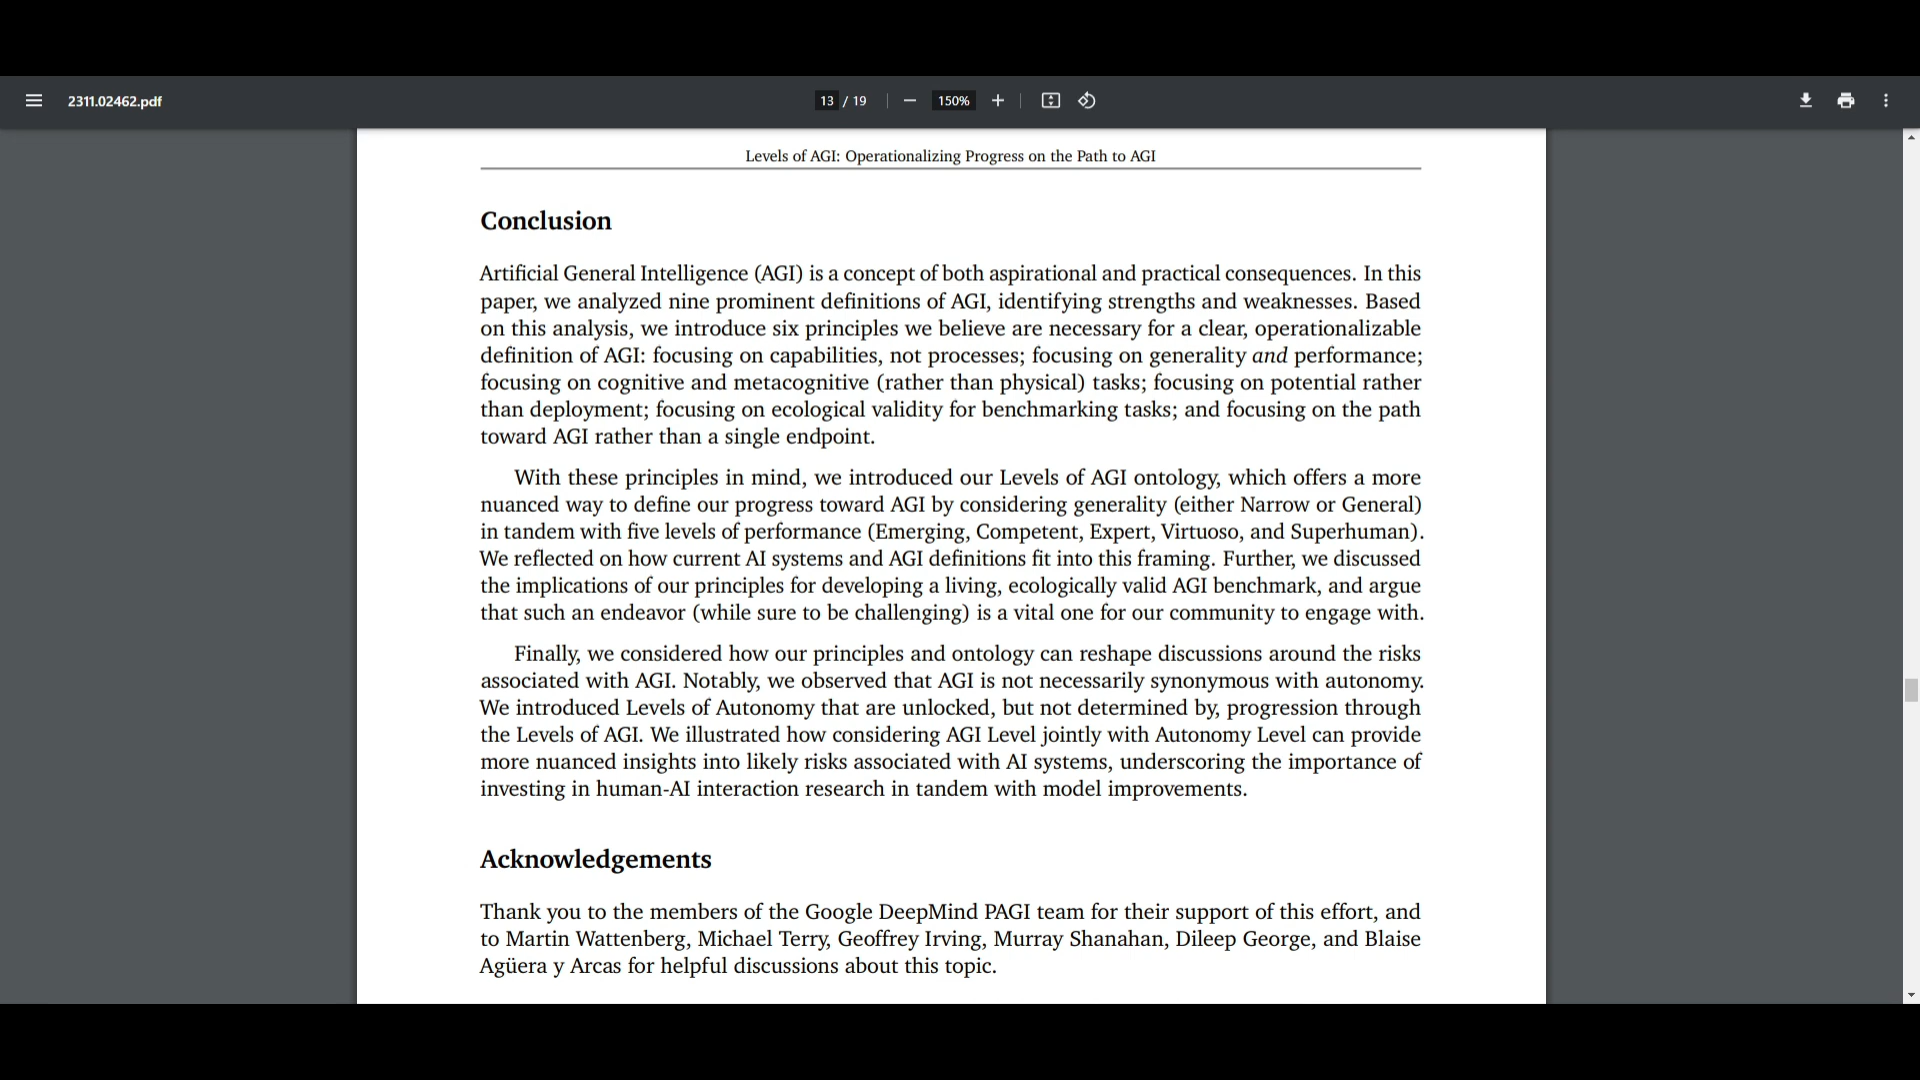 2311.02462.pdf
13 / 19
150%
Levels of AGI: Operationalizing Progress on the Path to AGI
Conclusion
Artificial General Intelligence (AGI) is a concept of both aspirational and practical consequences. In this
paper, we analyzed nine prominent definitions of AGI, identifying strengths and weaknesses. Based
on this analysis, we introduce six principles we believe are necessary for a clear, operationalizable
definition of AGI: focusing on capabilities, not processes; focusing on generality and performance;
focusing on cognitive and metacognitive (rather than physical) tasks; focusing on potential rather
than deployment; focusing on ecological validity for benchmarking tasks; and focusing on the path
toward AGI rather than a single endpoint.
With these principles in mind, we introduced our Levels of AGI ontology, which offers a more
nuanced way to define our progress toward AGI by considering generality (either Narrow or General)
in tandem with five levels of performance (Emerging, Competent, Expert, Virtuoso, and Superhuman).
We reflected on how current AI systems and AGI definitions fit into this framing. Further, we discussed
the implications of our principles for developing a living, ecologically valid AGI benchmark, and argue
that such an endeavor (while sure to be challenging) is a vital one for our community to engage with.
Finally, we considered how our principles and ontology can reshape discussions around the risks
associated with AGI. Notably, we observed that AGI is not necessarily synonymous with autonomy.
We introduced Levels of Autonomy that are unlocked, but not determined by, progression through
the Levels of AGI. We illustrated how considering AGI Level jointly with Autonomy Level can provide
more nuanced insights into likely risks associated with AI systems, underscoring the importance of
investing in human-AI interaction research in tandem with model improvements.
Acknowledgements
Thank you to the members of the Google DeepMind PAGI team for their support of this effort, and
to Martin Wattenberg, Michael Terry, Geoffrey Irving, Murray Shanahan, Dileep George, and Blaise
Agüera y Arcas for helpful discussions about this topic.